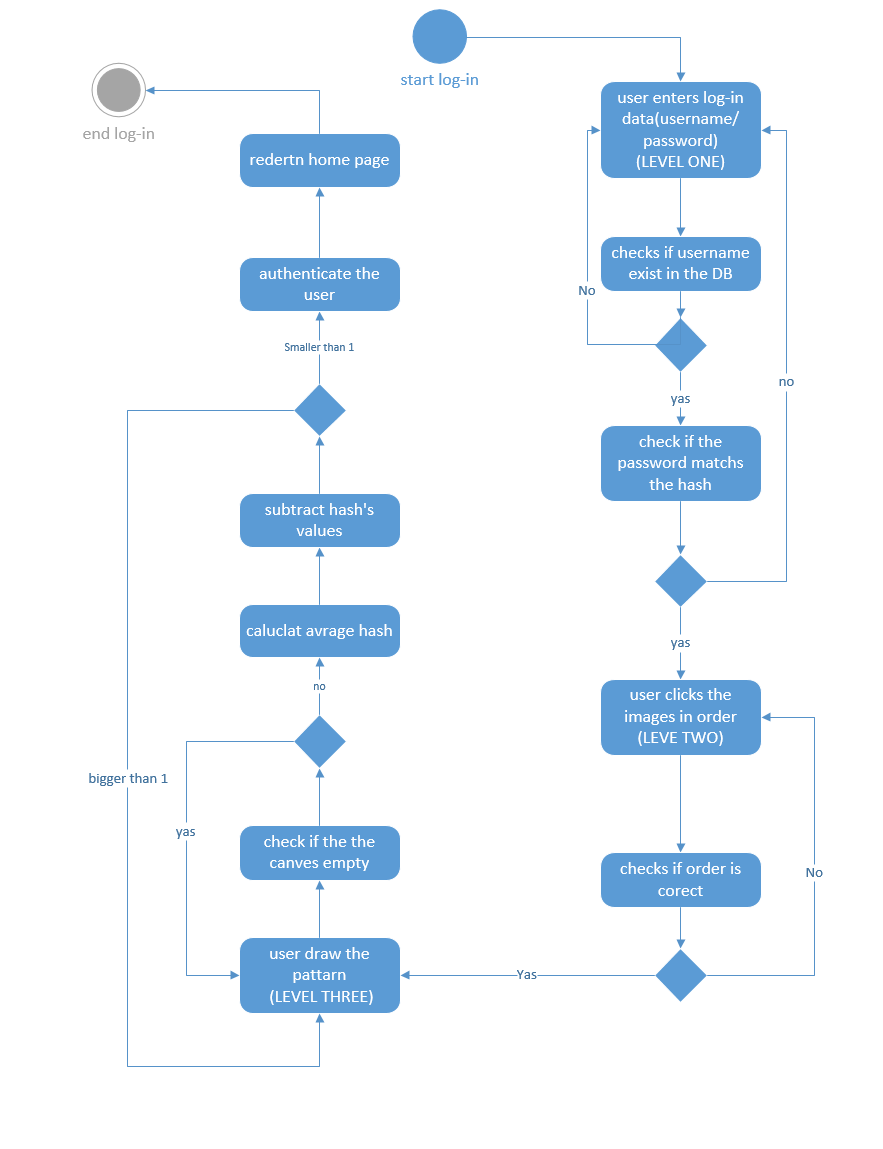 start log-in
user enters log-in
data(username/
password)
(LEVEL ONE)
checks if username
exist in the DB
No
yas
no
check if the
password matchs
the hash
yas
user clicks the
images in order
(LEVE TWO)
checks if order is
corect
No
Yas
user draw the
pattarn
(LEVEL THREE)
check if the the
canves empty
yas
no
caluclat avrage hash
subtract hash's
values
bigger than 1
Smaller than 1
authenticate the
user
redertn home page
end log-in